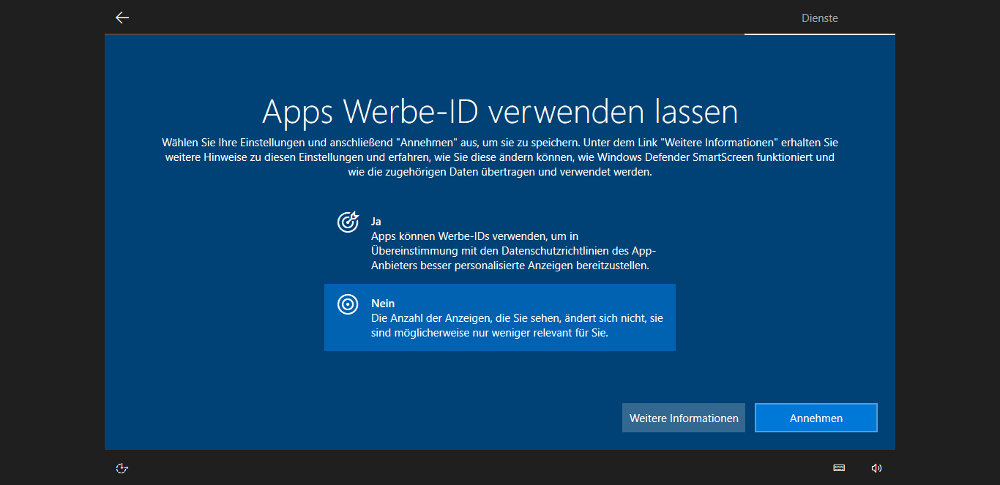 Dienste
Apps Werbe-ID verwenden lassen
Wählen Sie Ihre Einstellungen und anschließend "Annehmen" aus, um sie zu speichern. Unter dem Link "Weitere Informationen" erhalten Sie
weitere Hinweise zu diesen Einstellungen und erfahren, wie Sie diese ändern können, wie Windows Defender SmartScreen funktioniert und
wie die zugehörigen Daten übertragen und verwendet werden.
Ja
Apps können Werbe-IDs verwenden, um in
Übereinstimmung mit den Datenschutzrichtlinien des App-
Anbieters besser personalisierte Anzeigen bereitzustellen.
Nein
Die Anzahl der Anzeigen, die Sie sehen, ändert sich nicht, sie
sind möglicherweise nur weniger relevant für Sie.
Weitere Informationen
Annehmen